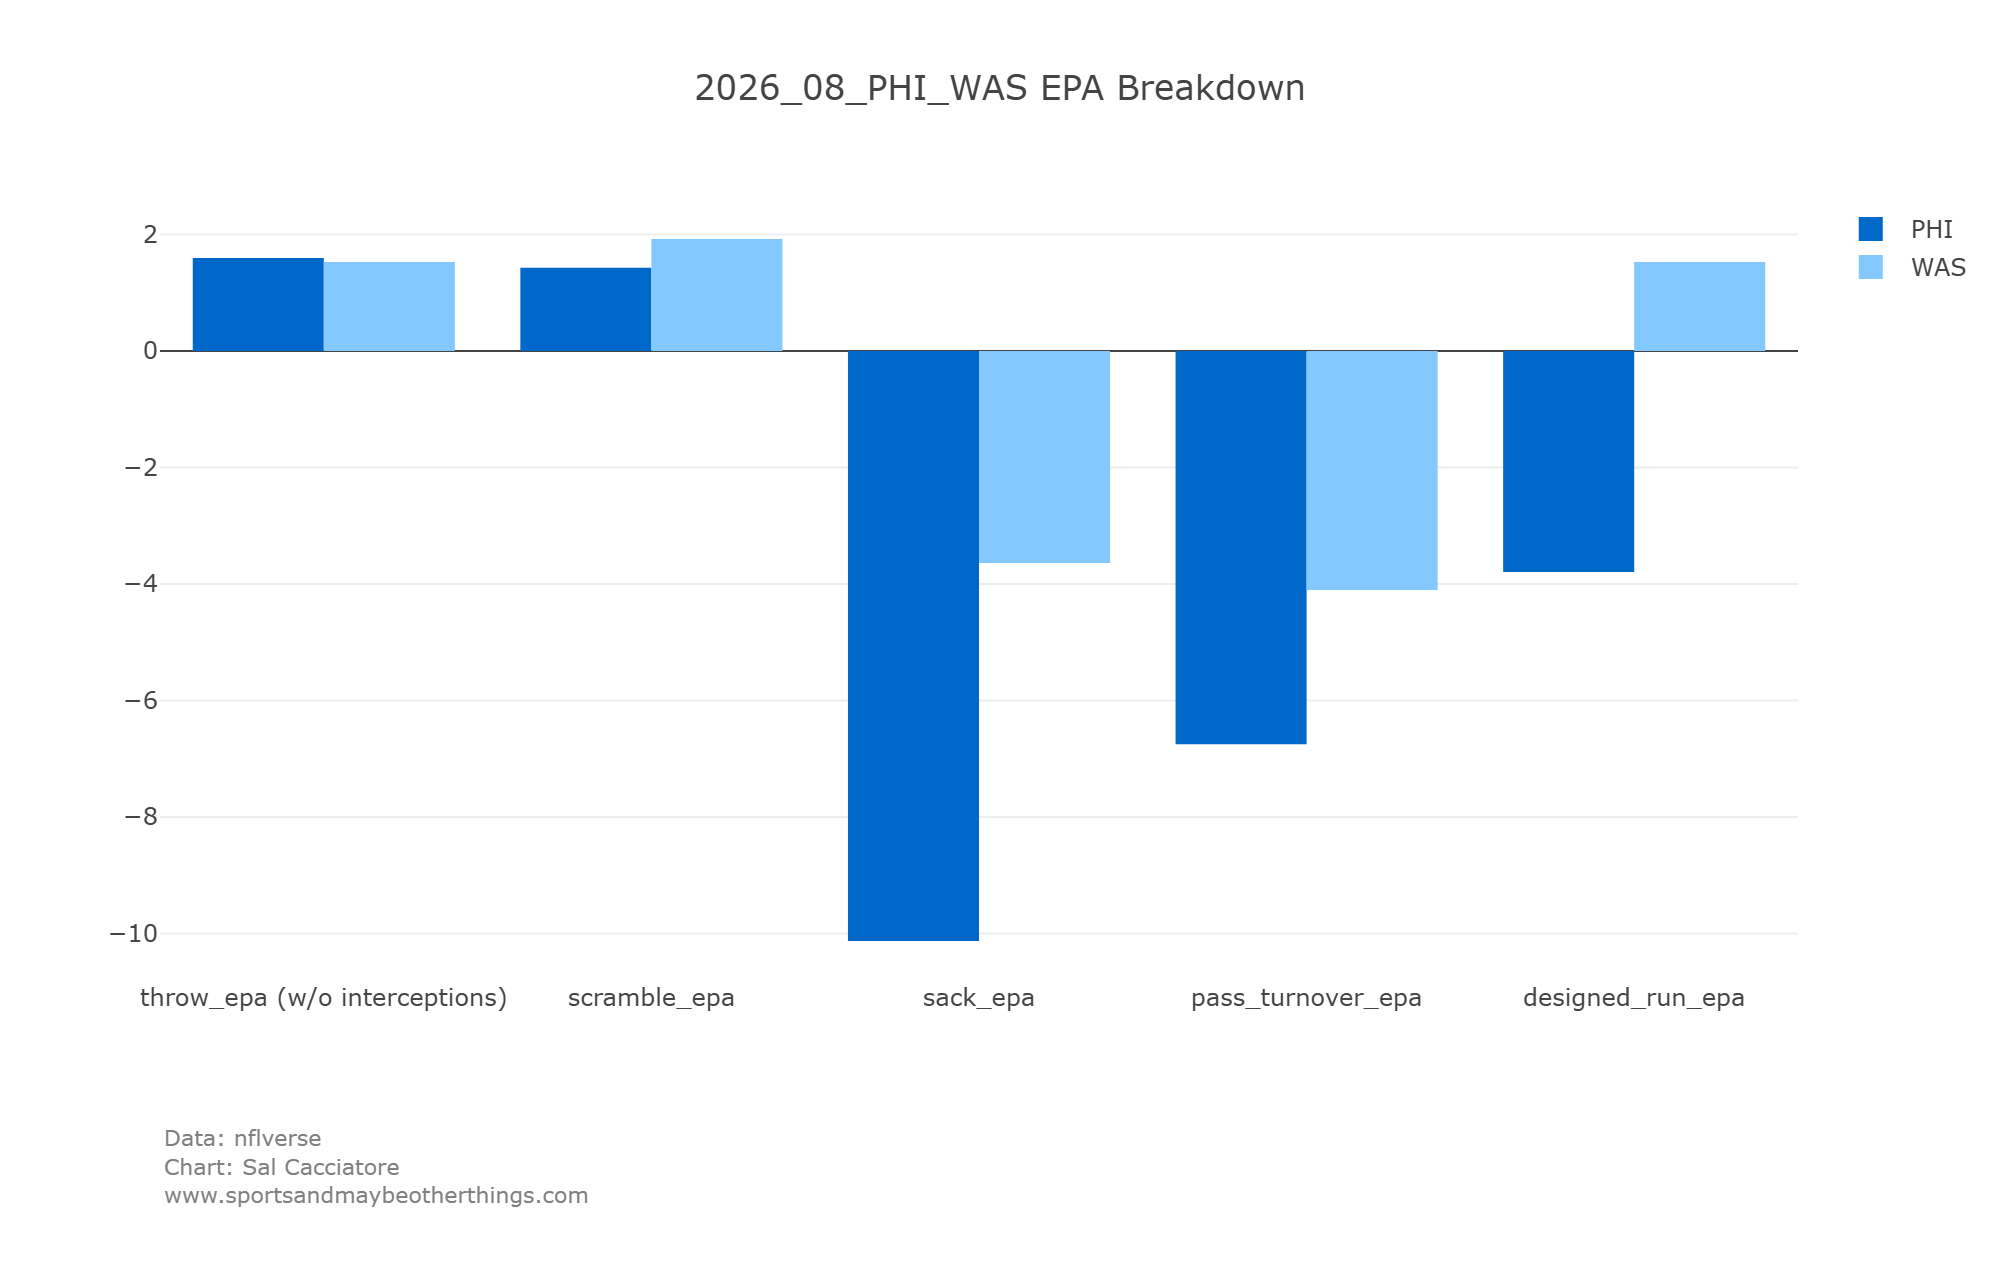 2026_08_PHI_WAS EPA Breakdown
PHI
WAS
2
0
−2
−4
−6
−8
−10
throw_epa (w/o interceptions)
scramble_epa
sack_epa
pass_turnover_epa
designed_run_epa
Data: nflverse
Chart: Sal Cacciatore
www.sportsandmaybeotherthings.com